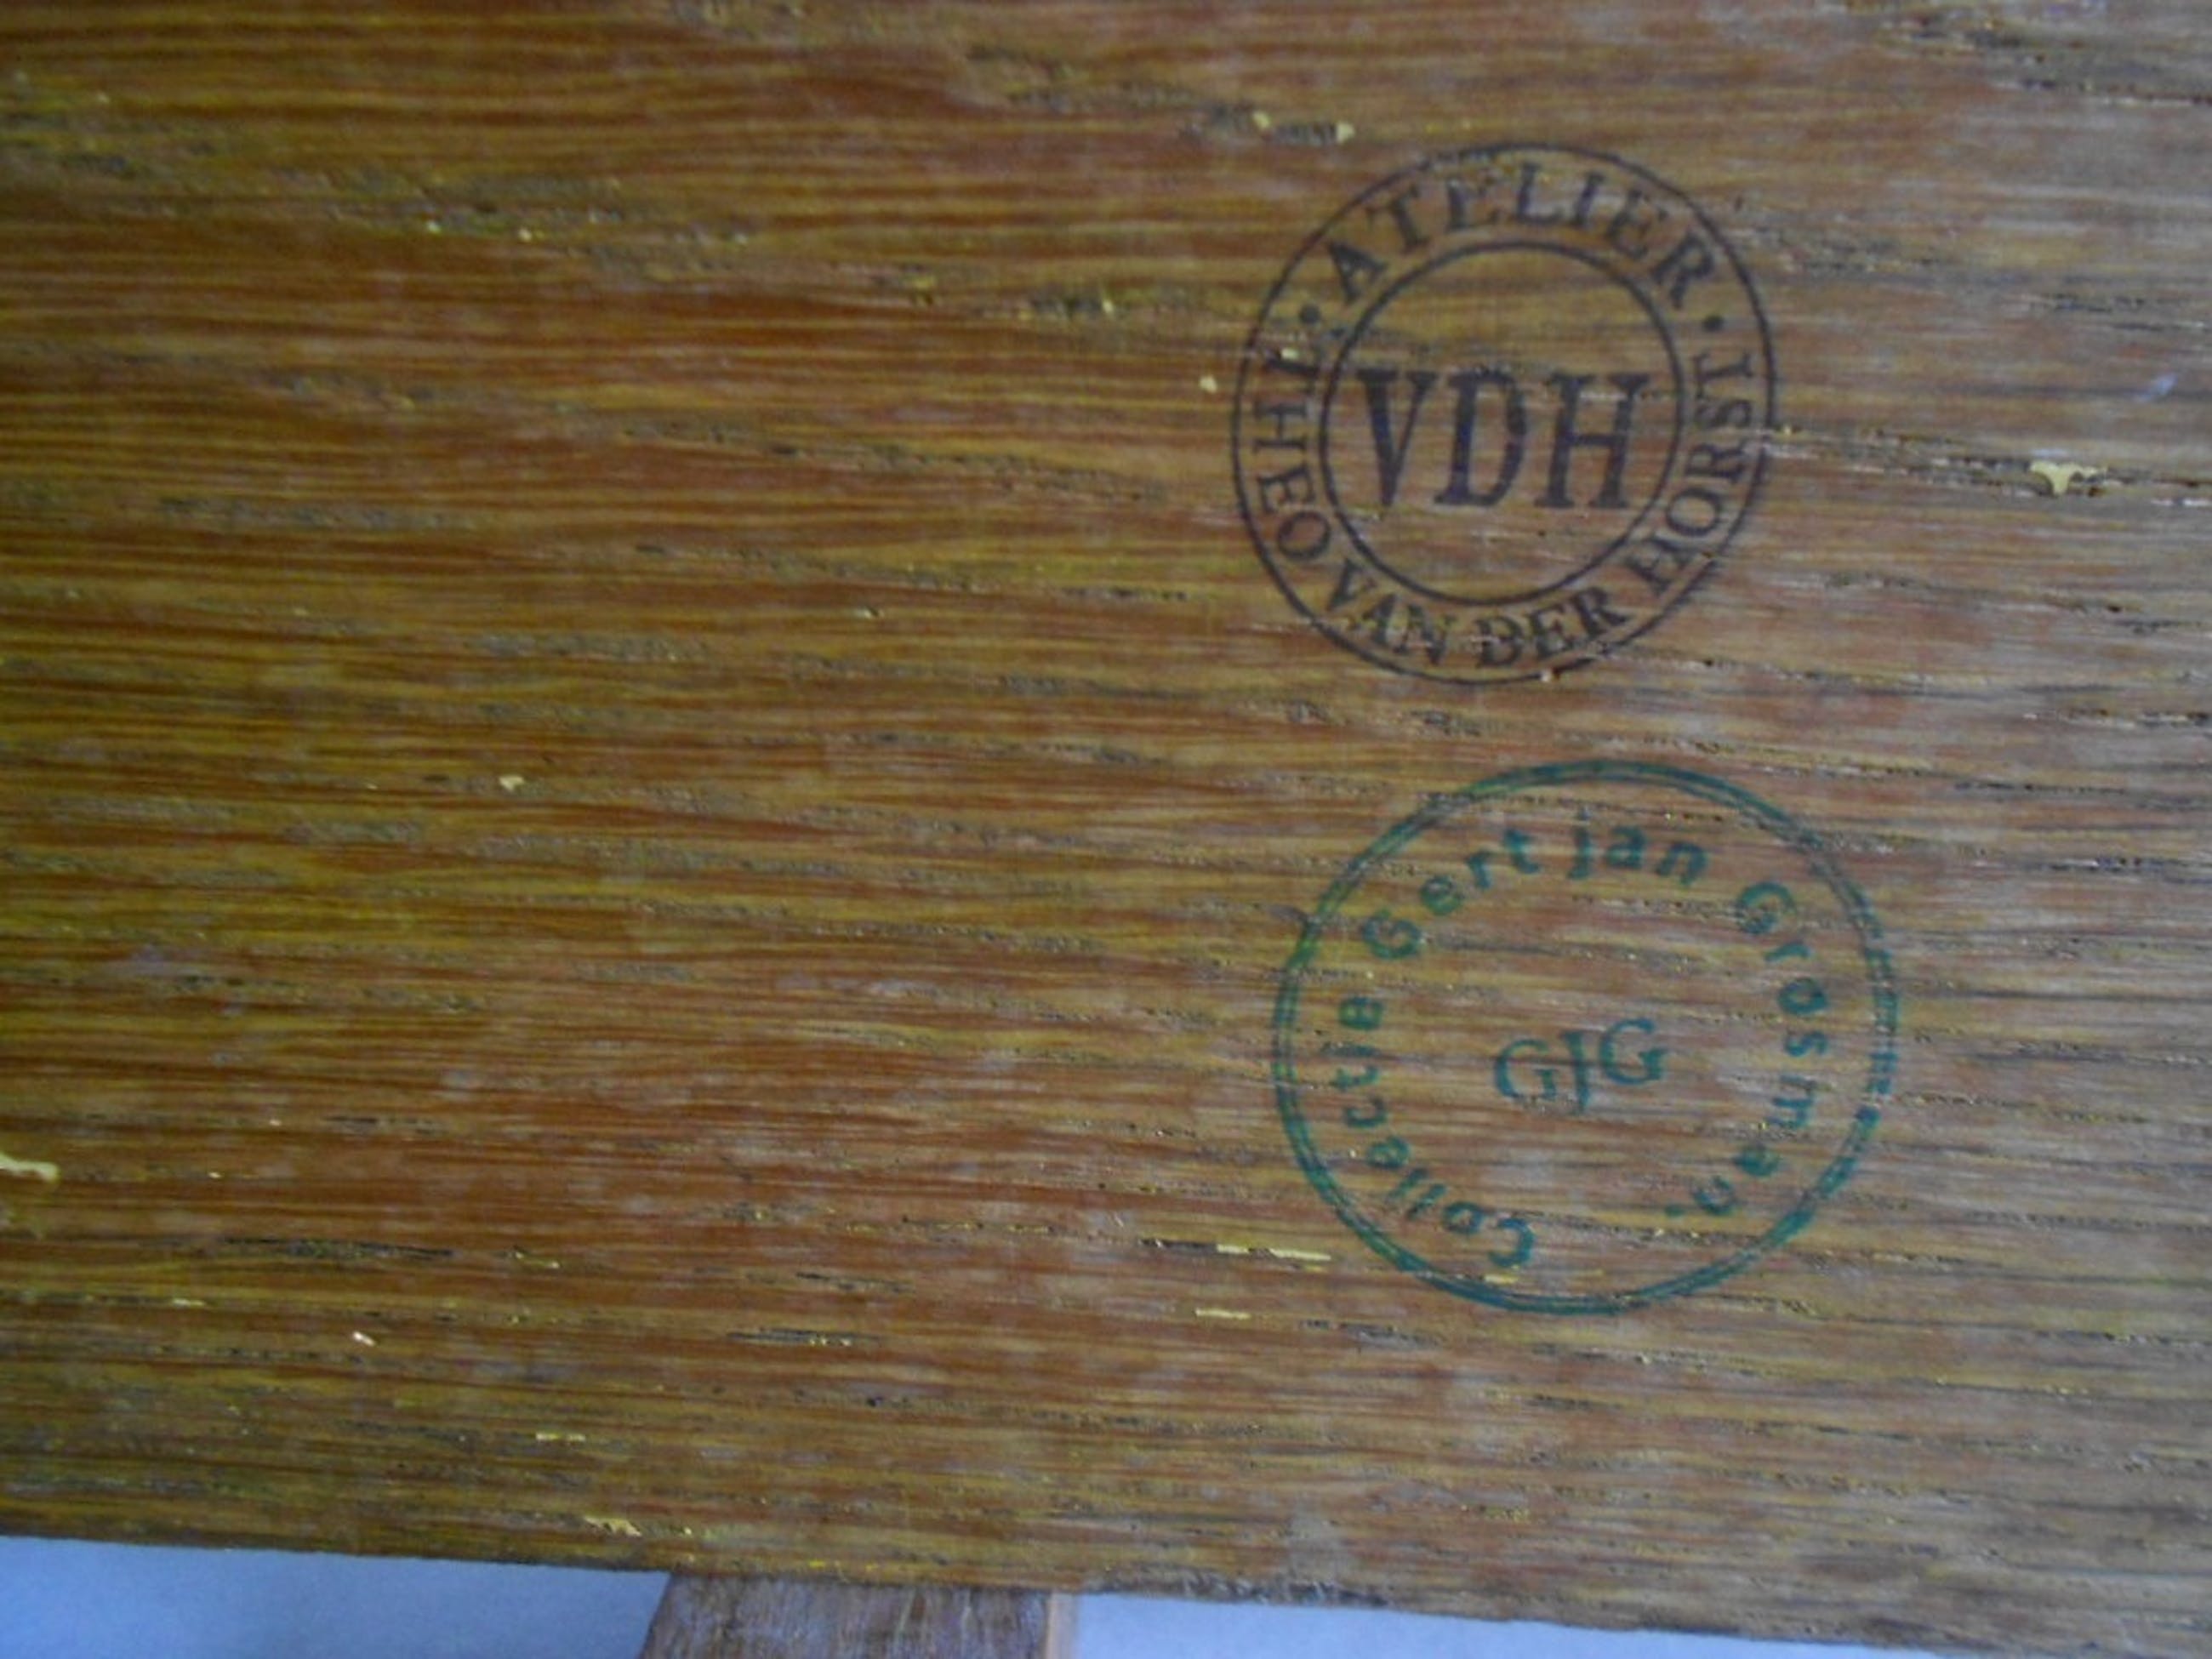 · ATELIER ·
THEO VAN DER HORST
VDH
Collectie Gert jan Grosman·
GJG